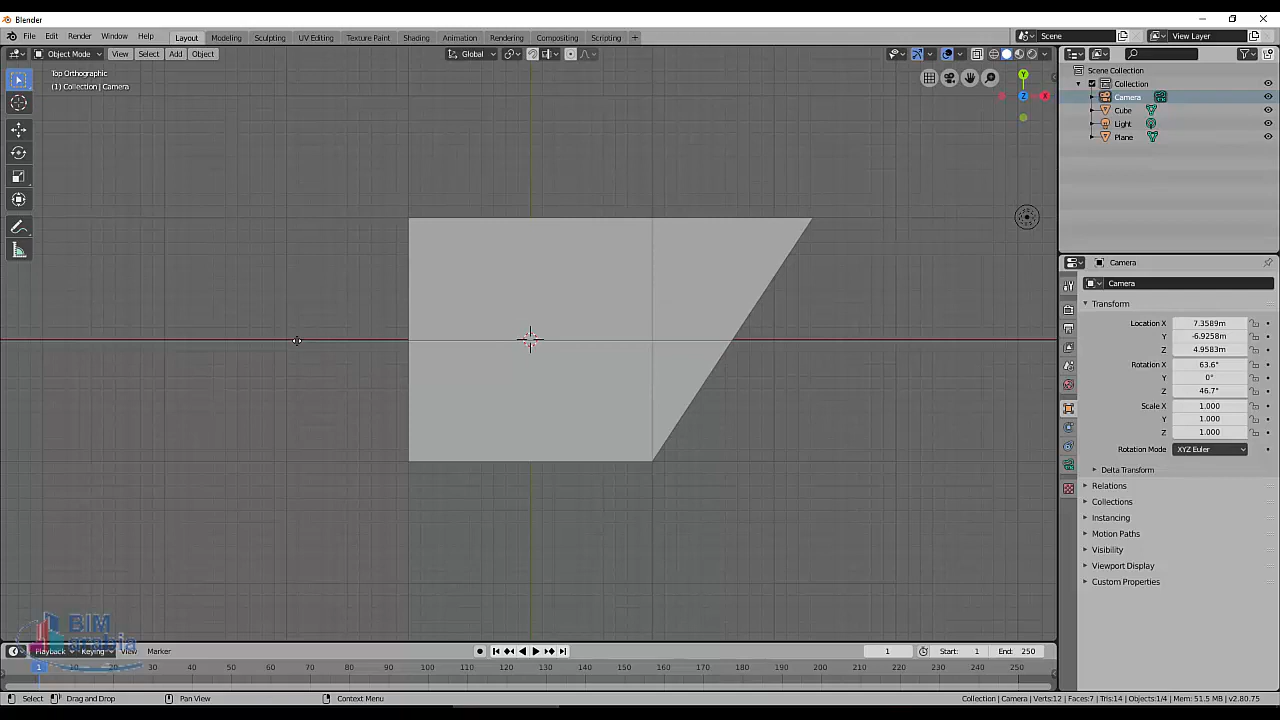 Blender
File Edit Render Window Help Layout Modeling Sculpting UV Editing Texture Paint Shading Animation Rendering Compositing Scripting + Scene View Layer
Object Mode View Select Add Object Global
Top Orthographic
(1) Collection | Camera
Y
Z X
Scene Collection
Collection
Camera
Cube
Light
Plane
Camera
Camera
Transform
Location X 7.3589m
Y -6.9258m
Z 4.9583m
Rotation X 63.6°
Y 0°
Z 46.7°
Scale X 1.000
Y 1.000
Z 1.000
Rotation Mode XYZ Euler
Delta Transform
Relations
Collections
Instancing
Motion Paths
Visibility
Viewport Display
Custom Properties
BIM
arabia
Playback Keying View Marker 1 Start: 1 End: 250
1 10 20 30 40 50 60 70 80 90 100 110 120 130 140 150 160 170 180 190 200 210 220 230 240 250
Select Drag and Drop Pan View Context Menu Collection | Camera | Verts:12 | Faces:7 | Tris:14 | Objects:1/4 | Mem: 51.5 MB | v2.80.75